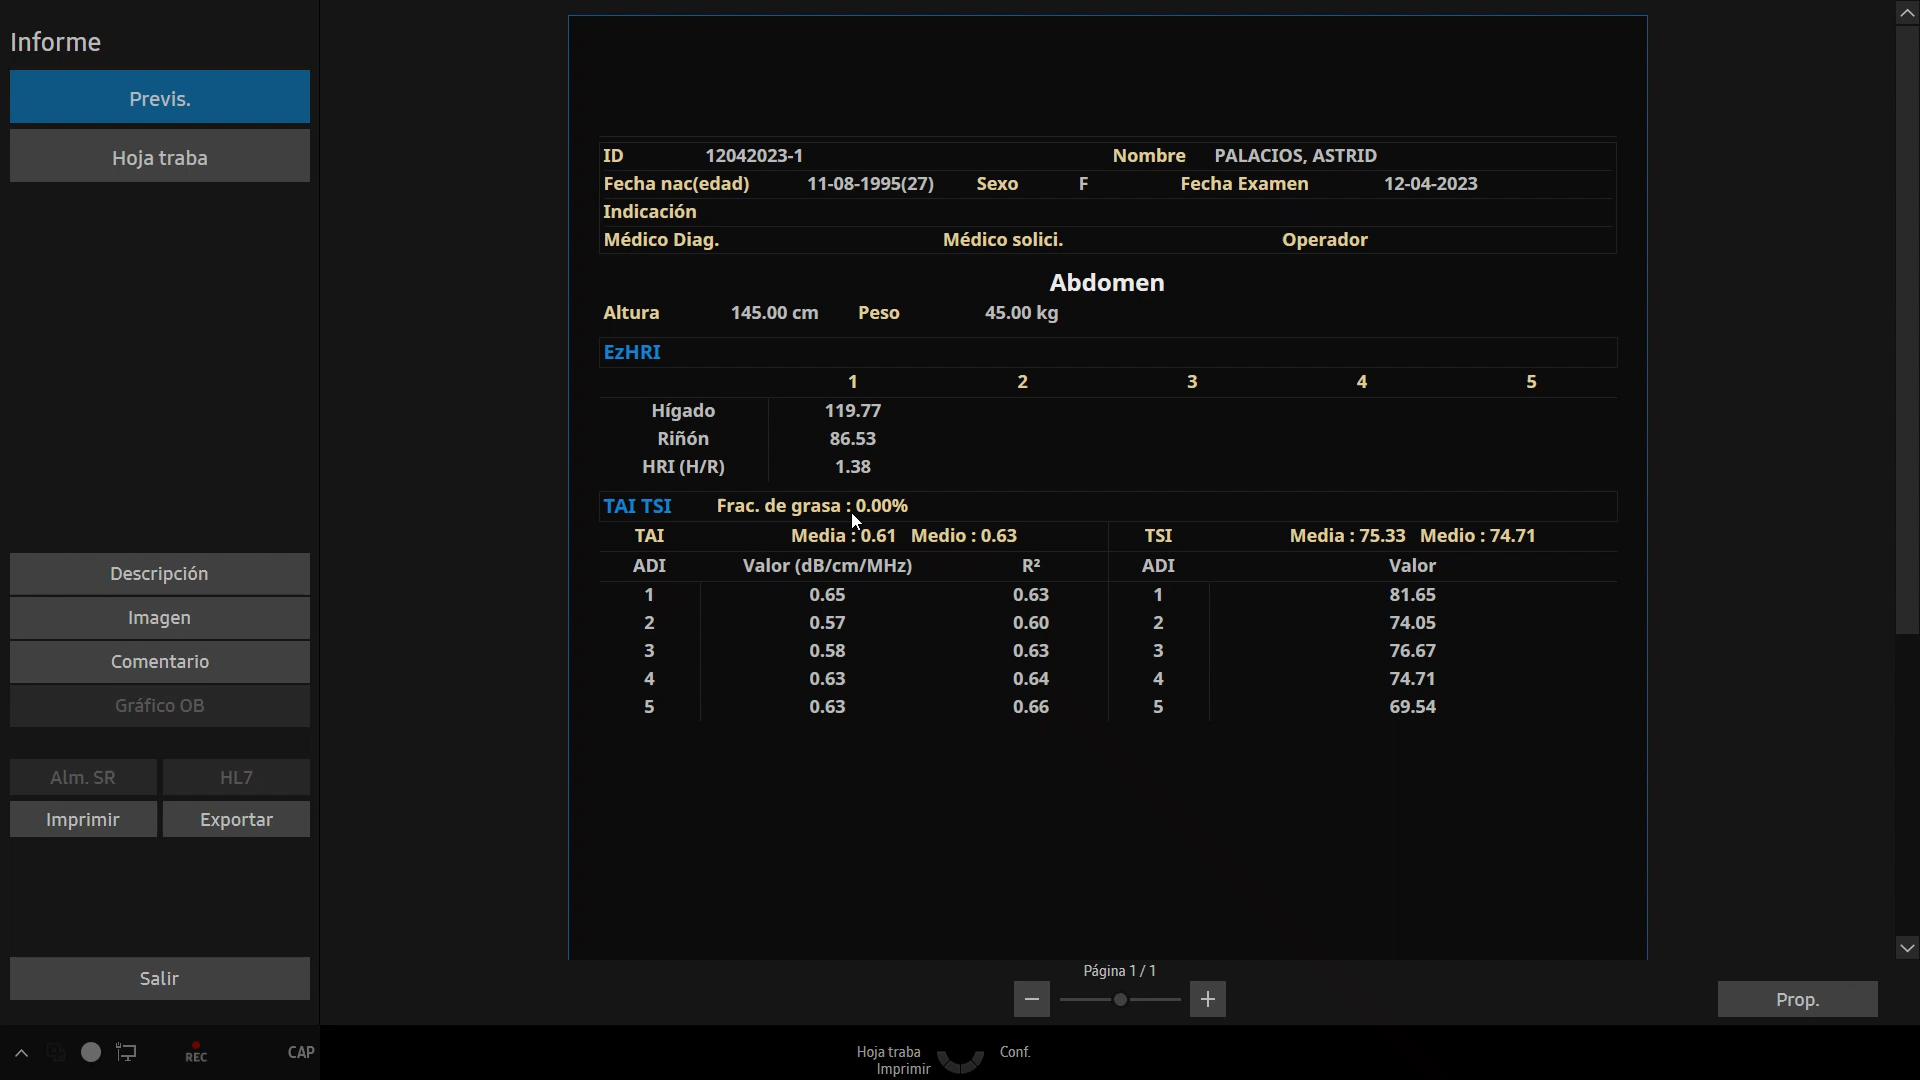 Informe
Previs.
Hoja traba
Descripción
Imagen
Comentario
Gráfico OB
Alm. SR HL7
Imprimir Exportar
Salir
REC CAP
ID 12042023-1 Nombre PALACIOS, ASTRID
Fecha nac(edad) 11-08-1995(27) Sexo F Fecha Examen 12-04-2023
Indicación
Médico Diag. Médico solici. Operador
Abdomen
Altura 145.00 cm Peso 45.00 kg
EzHRI
1 2 3 4 5
Hígado 119.77
Riñón 86.53
HRI (H/R) 1.38
TAI TSI Frac. de grasa : 0.00%
TAI Media : 0.61 Medio : 0.63 TSI Media : 75.33 Medio : 74.71
ADI Valor (dB/cm/MHz) R² ADI Valor
1 0.65 0.63 1 81.65
2 0.57 0.60 2 74.05
3 0.58 0.63 3 76.67
4 0.63 0.64 4 74.71
5 0.63 0.66 5 69.54
Página 1 / 1
Prop.
Hoja traba Conf.
Imprimir